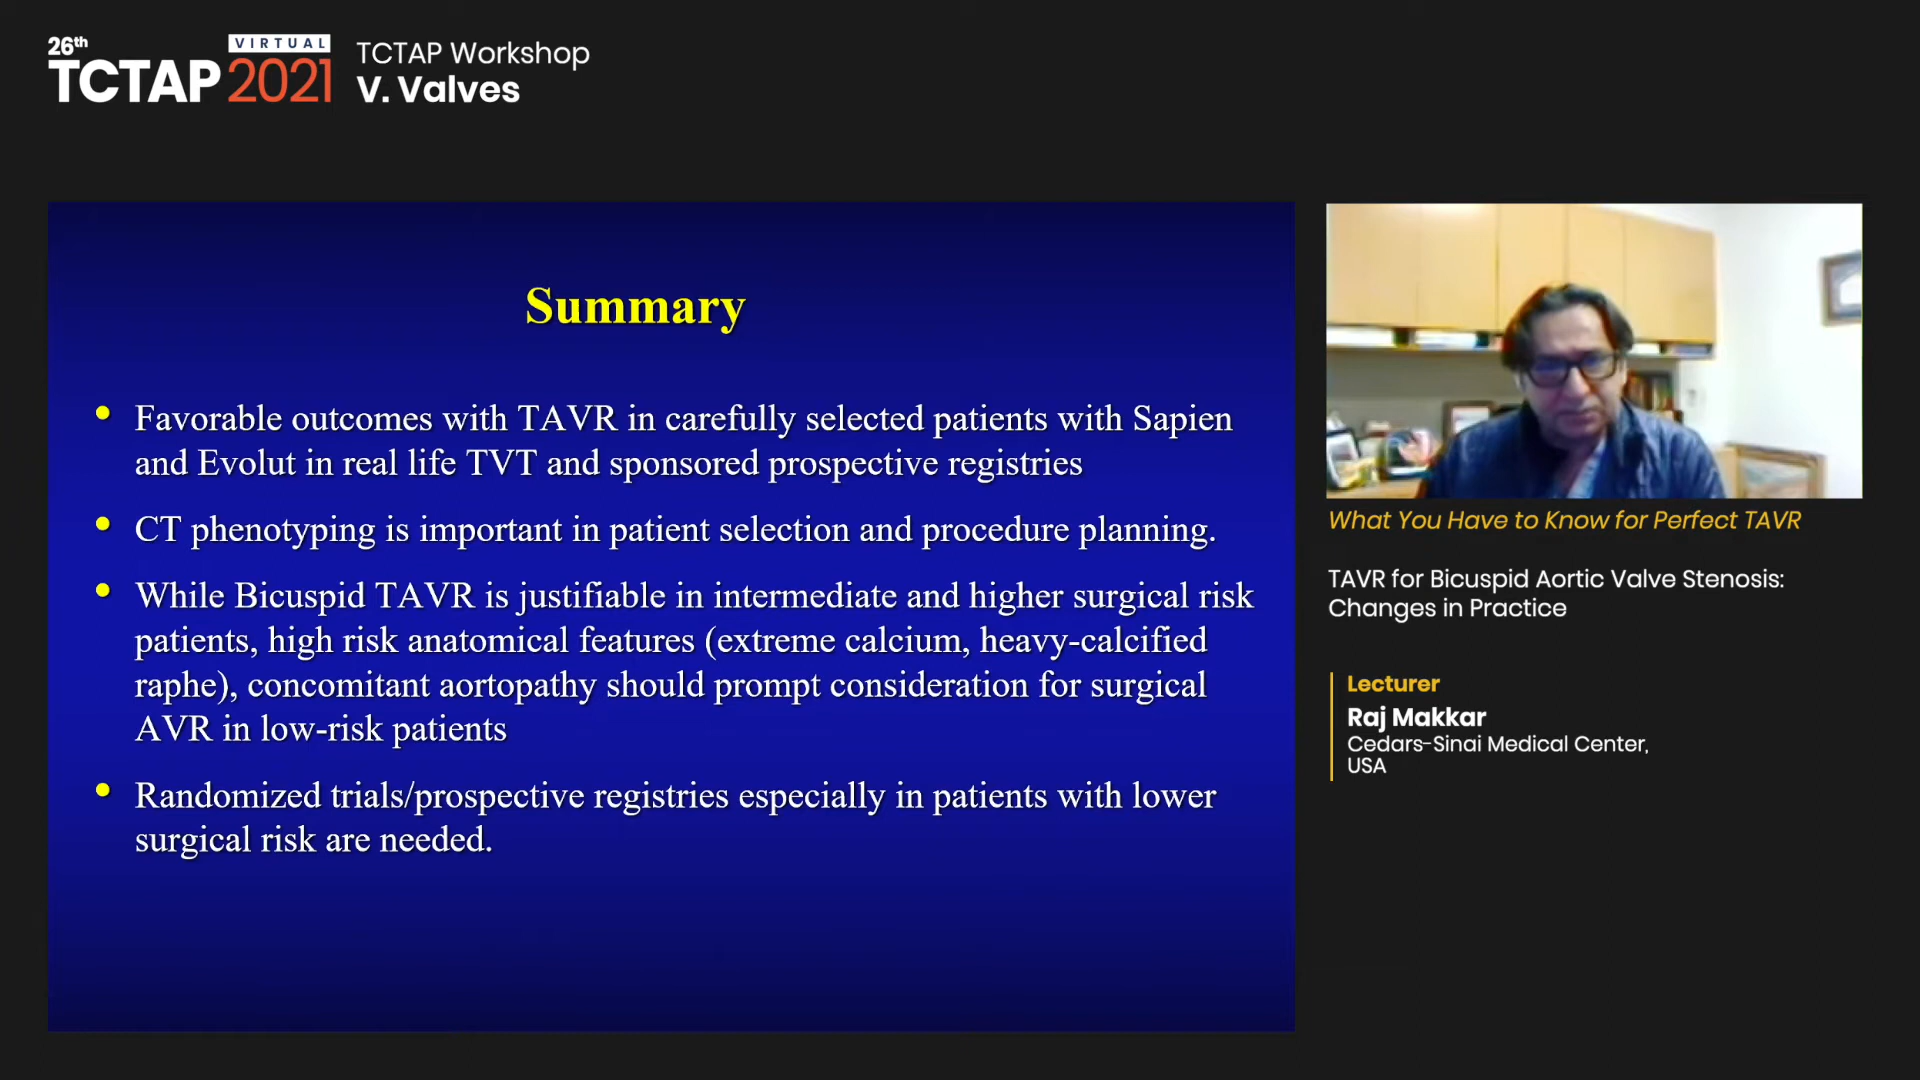 26th
VIRTUAL
TCTAP 2021
TCTAP Workshop
V. Valves
Summary
• Favorable outcomes with TAVR in carefully selected patients with Sapien
and Evolut in real life TVT and sponsored prospective registries
• CT phenotyping is important in patient selection and procedure planning.
• While Bicuspid TAVR is justifiable in intermediate and higher surgical risk
patients, high risk anatomical features (extreme calcium, heavy-calcified
raphe), concomitant aortopathy should prompt consideration for surgical
AVR in low-risk patients
• Randomized trials/prospective registries especially in patients with lower
surgical risk are needed.
What You Have to Know for Perfect TAVR
TAVR for Bicuspid Aortic Valve Stenosis:
Changes in Practice
Lecturer
Raj Makkar
Cedars-Sinai Medical Center,
USA